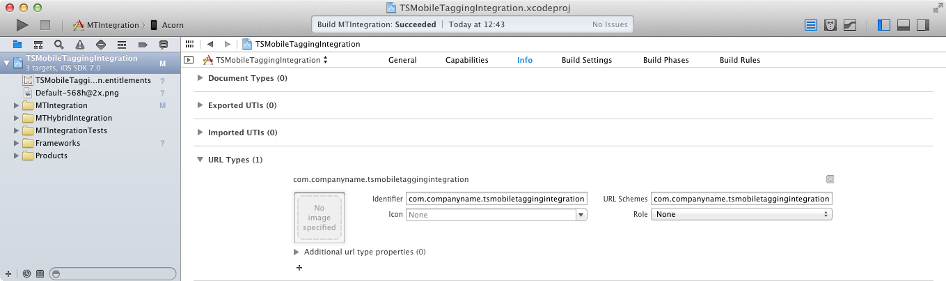 TSMobileTaggingIntegration.xcodeproj
MTIntegration Acorn
Build MTIntegration: Succeeded Today at 12:43 No Issues
TSMobileTaggingIntegration
TSMobileTaggingIntegration M
3 targets, iOS SDK 7.0
TSMobileTaggi...n.entitlements ?
Default-568h@2x.png ?
MTIntegration M
MTHybridIntegration
MTIntegrationTests
Frameworks ?
Products
TSMobileTaggingIntegration General Capabilities Info Build Settings Build Phases Build Rules
Document Types (0)
Exported UTIs (0)
Imported UTIs (0)
URL Types (1)
com.companyname.tsmobiletaggingintegration
No
image
specified
Identifier com.companyname.tsmobiletaggingintegration URL Schemes com.companyname.tsmobiletaggingintegration
Icon None Role None
Additional url type properties (0)